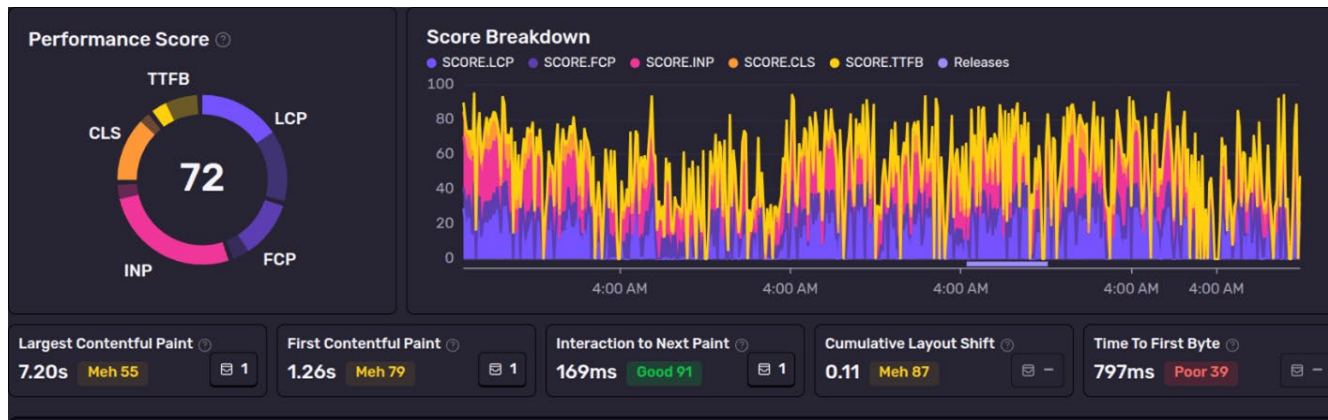 Performance Score
TTFB
LCP
CLS
72
FCP
INP
Score Breakdown
SCORE.LCP SCORE.FCP SCORE.INP SCORE.CLS SCORE.TTFB Releases
100
80
60
40
20
0
4:00 AM 4:00 AM 4:00 AM 4:00 AM 4:00 AM
Largest Contentful Paint
7.20s Meh 55 1
First Contentful Paint
1.26s Meh 79 1
Interaction to Next Paint
169ms Good 91 1
Cumulative Layout Shift
0.11 Meh 87 –
Time To First Byte
797ms Poor 39 –